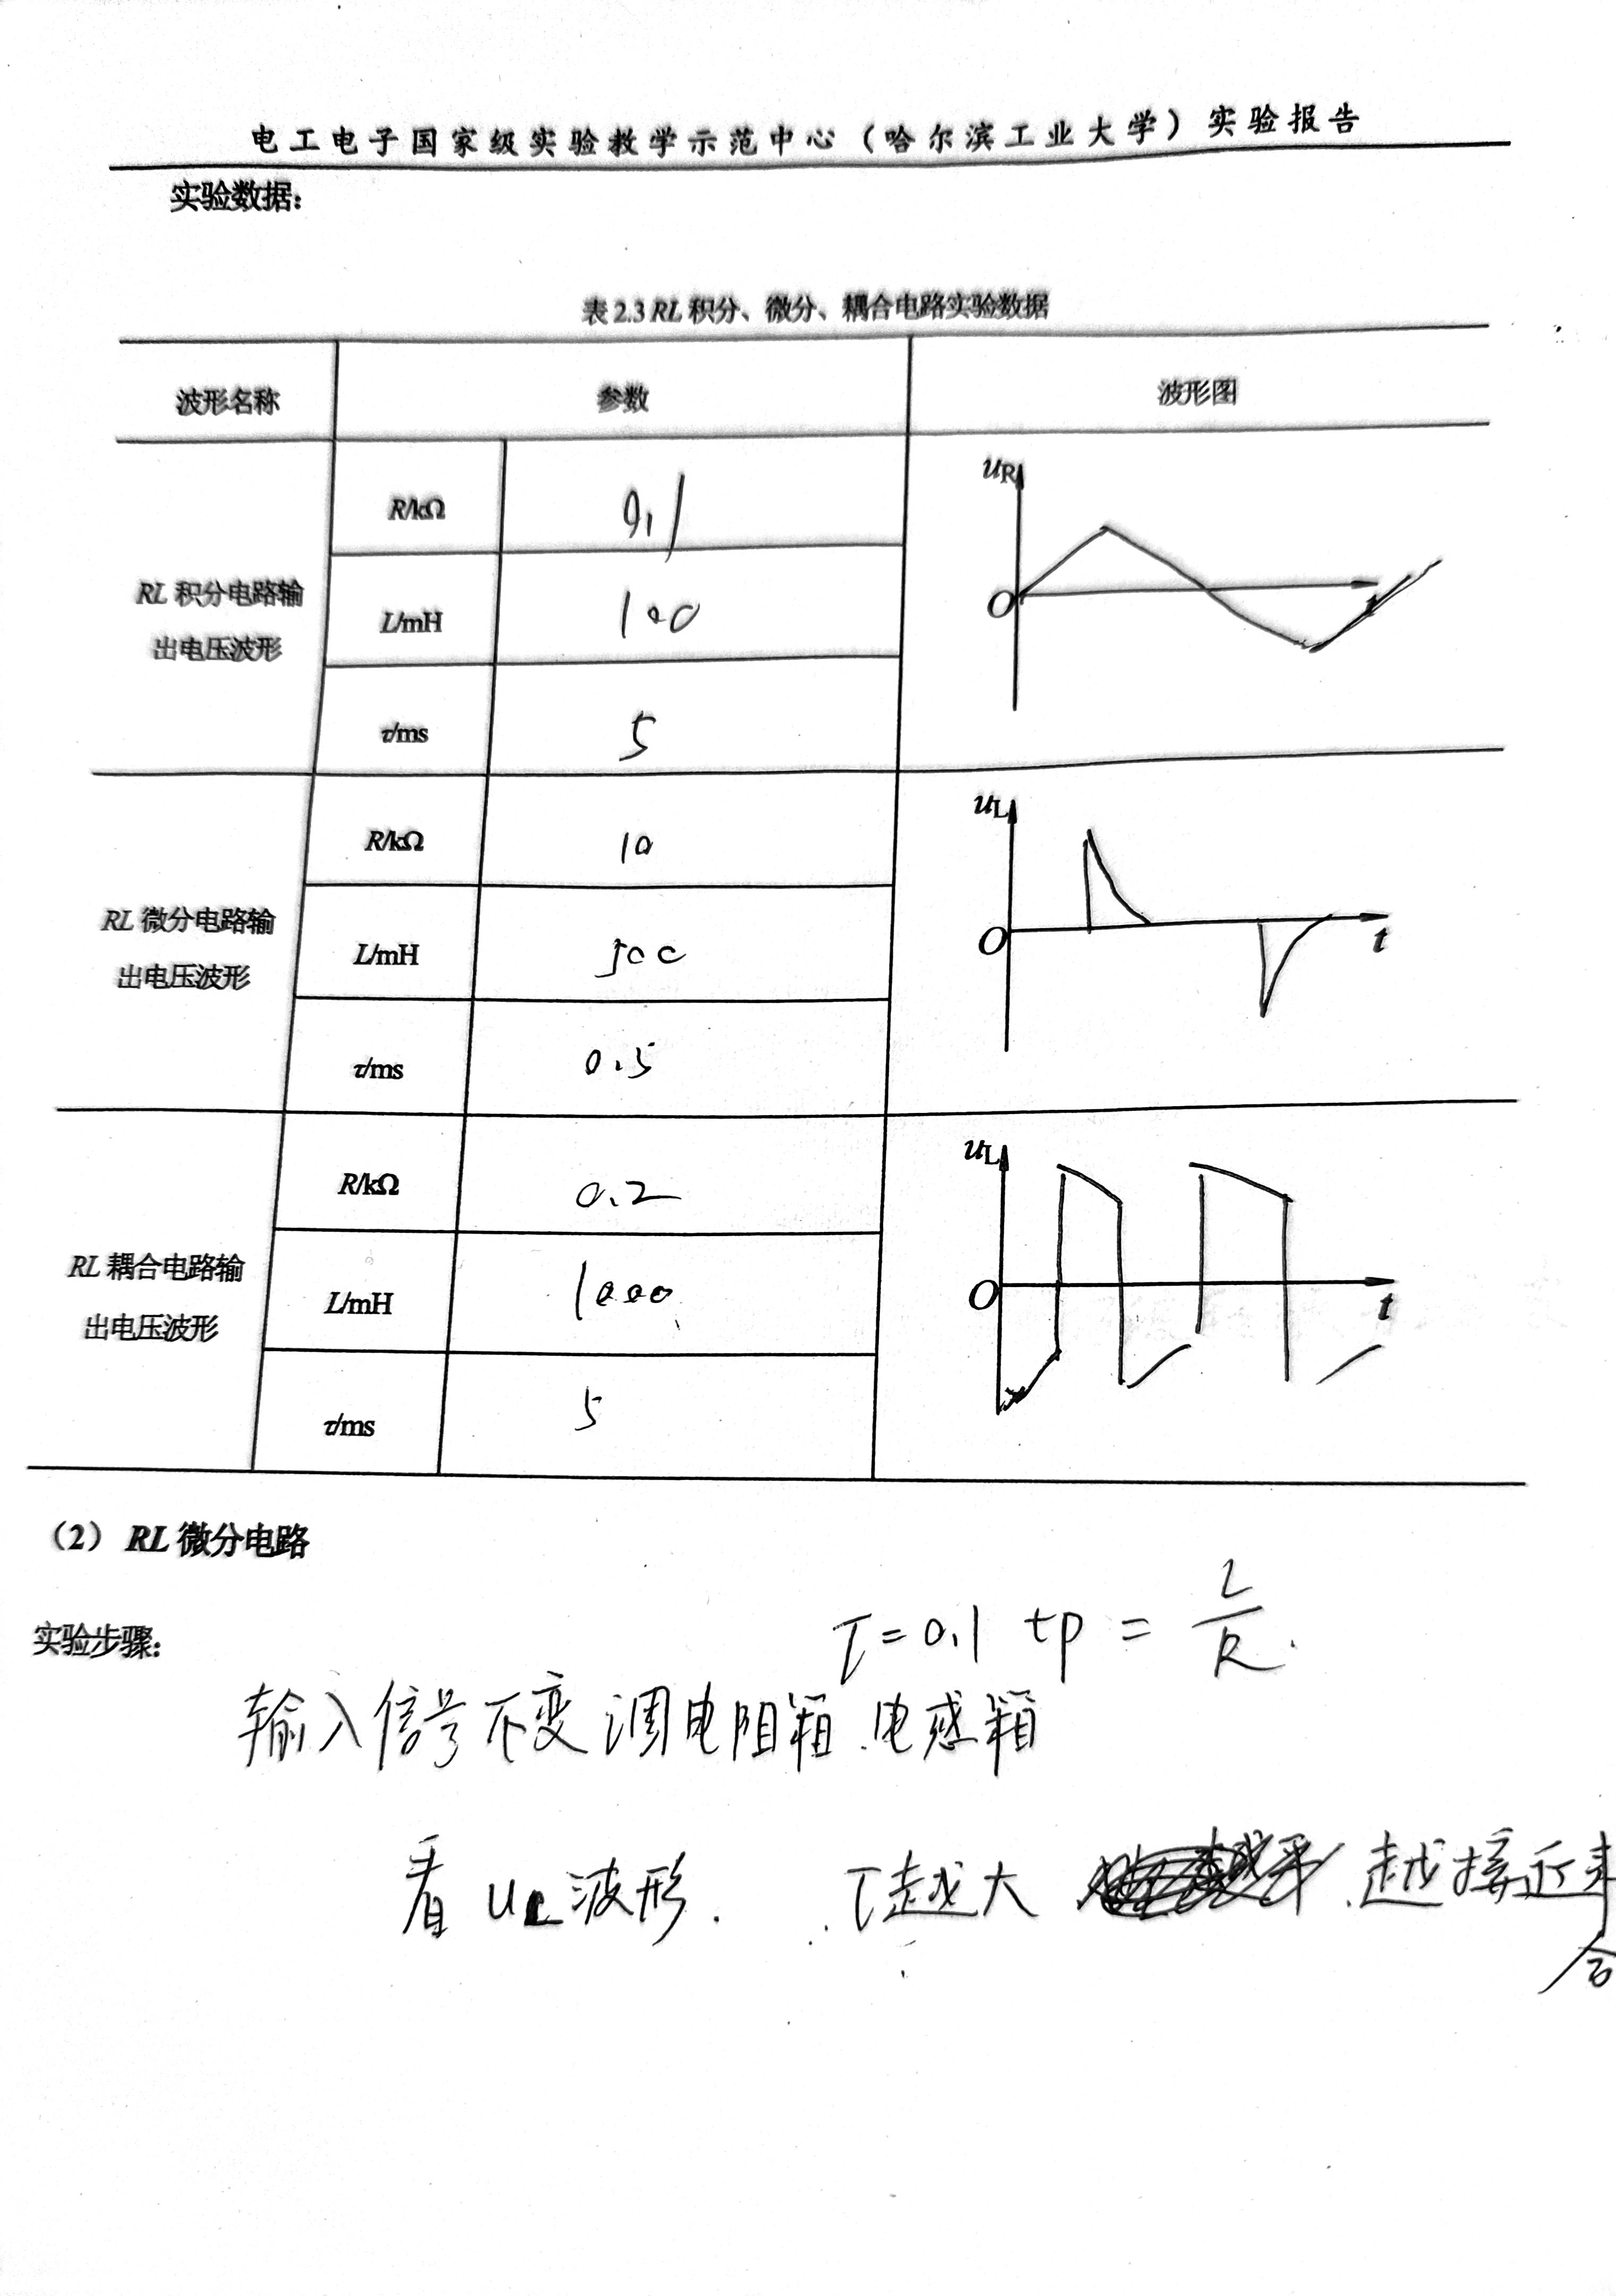 电工电子国家级实验教学示范中心（哈尔滨工业大学）实验报告
实验数据：
表 2.3 RL 积分、微分、耦合电路实验数据
波形名称 参数 波形图
RL 积分电路输
出电压波形
R/kΩ 0.1
L/mH 100
τ/ms 5
uR
O
t
RL 微分电路输
出电压波形
R/kΩ 10
L/mH 500
τ/ms 0.5
uL
O
t
RL 耦合电路输
出电压波形
R/kΩ 0.2
L/mH 1000
τ/ms 5
uL
O
t
（2）RL 微分电路
实验步骤：
τ=0.1 tp = L/R.
输入信号不变 调电阻箱.电感箱
看 uL 波形. τ越大 越接近
合